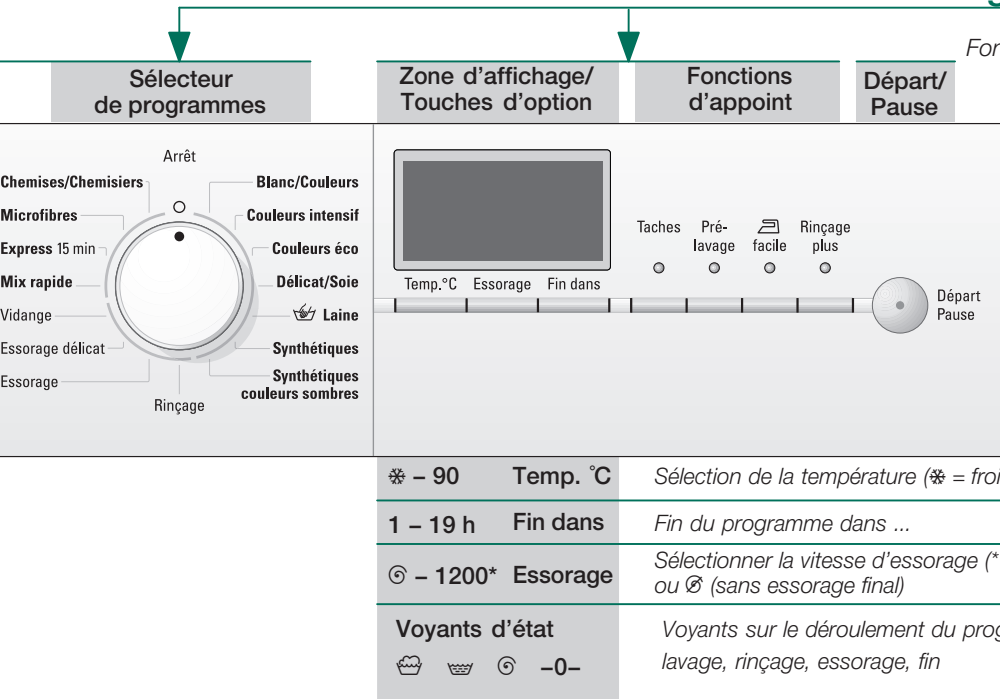 For
Sélecteur
de programmes
Zone d'affichage/
Touches d'option
Fonctions
d'appoint
Départ/
Pause
Arrêt
Chemises/Chemisiers
Microfibres
Express 15 min
Mix rapide
Vidange
Essorage délicat
Essorage
Rinçage
Blanc/Couleurs
Couleurs intensif
Couleurs éco
Délicat/Soie
Laine
Synthétiques
Synthétiques
couleurs sombres
Temp.°C Essorage Fin dans
Taches
Pré-
lavage
facile
Rinçage
plus
Départ
Pause
❄ – 90 Temp. °C
Sélection de la température (❄ = froi
1 – 19 h Fin dans
Fin du programme dans ...
– 1200* Essorage
Sélectionner la vitesse d'essorage (*
ou (sans essorage final)
Voyants d'état
–0–
Voyants sur le déroulement du prog
lavage, rinçage, essorage, fin